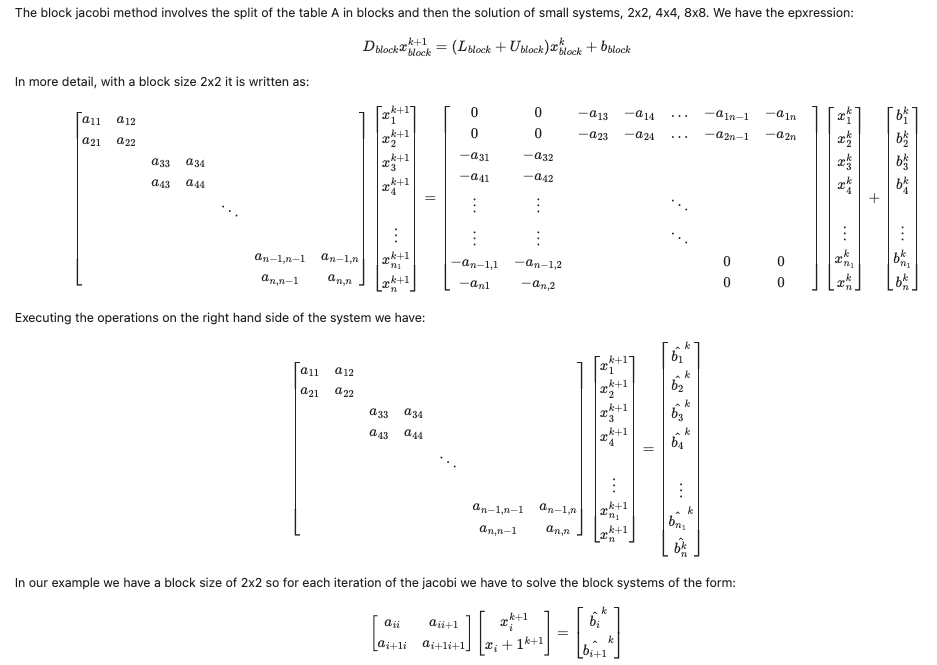 The block jacobi method involves the split of the table A in blocks and then the solution of small systems, 2x2, 4x4, 8x8. We have the epxression:
D_{block}x_{block}^{k+1} = (L_{block} + U_{block})x_{block}^{k} + b_{block}
In more detail, with a block size 2x2 it is written as:
\begin{bmatrix} a_{11} & a_{12} & & & & & \\ a_{21} & a_{22} & & & & & \\ & & a_{33} & a_{34} & & & \\ & & a_{43} & a_{44} & & & \\ & & & & \ddots & & \\ & & & & & a_{n-1,n-1} & a_{n-1,n} \\ & & & & & a_{n,n-1} & a_{n,n} \end{bmatrix} \begin{bmatrix} x_1^{k+1} \\ x_2^{k+1} \\ x_3^{k+1} \\ x_4^{k+1} \\ \vdots \\ x_{n_1}^{k+1} \\ x_n^{k+1} \end{bmatrix} = \begin{bmatrix} 0 & 0 & -a_{13} & -a_{14} & \dots & -a_{1n-1} & -a_{1n} \\ 0 & 0 & -a_{23} & -a_{24} & \dots & -a_{2n-1} & -a_{2n} \\ -a_{31} & -a_{32} & & & & & \\ -a_{41} & -a_{42} & & & & & \\ \vdots & \vdots & & & \ddots & & \\ \vdots & \vdots & & & \ddots & & \\ -a_{n-1,1} & -a_{n-1,2} & & & & 0 & 0 \\ -a_{n1} & -a_{n,2} & & & & 0 & 0 \end{bmatrix} \begin{bmatrix} x_1^k \\ x_2^k \\ x_3^k \\ x_4^k \\ \vdots \\ x_{n_1}^k \\ x_n^k \end{bmatrix} + \begin{bmatrix} b_1^k \\ b_2^k \\ b_3^k \\ b_4^k \\ \vdots \\ b_{n_1}^k \\ b_n^k \end{bmatrix}
Executing the operations on the right hand side of the system we have:
\begin{bmatrix} a_{11} & a_{12} & & & & & \\ a_{21} & a_{22} & & & & & \\ & & a_{33} & a_{34} & & & \\ & & a_{43} & a_{44} & & & \\ & & & & \ddots & & \\ & & & & & a_{n-1,n-1} & a_{n-1,n} \\ & & & & & a_{n,n-1} & a_{n,n} \end{bmatrix} \begin{bmatrix} x_1^{k+1} \\ x_2^{k+1} \\ x_3^{k+1} \\ x_4^{k+1} \\ \vdots \\ x_{n_1}^{k+1} \\ x_n^{k+1} \end{bmatrix} = \begin{bmatrix} \hat{b_1}^k \\ \hat{b_2}^k \\ \hat{b_3}^k \\ \hat{b_4}^k \\ \vdots \\ \hat{b_{n_1}}^k \\ \hat{b_n^k} \end{bmatrix}
In our example we have a block size of 2x2 so for each iteration of the jacobi we have to solve the block systems of the form:
\begin{bmatrix} a_{ii} & a_{ii+1} \\ a_{i+1i} & a_{i+1i+1} \end{bmatrix} \begin{bmatrix} x_i^{k+1} \\ x_i + 1^{k+1} \end{bmatrix} = \begin{bmatrix} \hat{b_i}^k \\ \hat{b_{i+1}}^k \end{bmatrix}